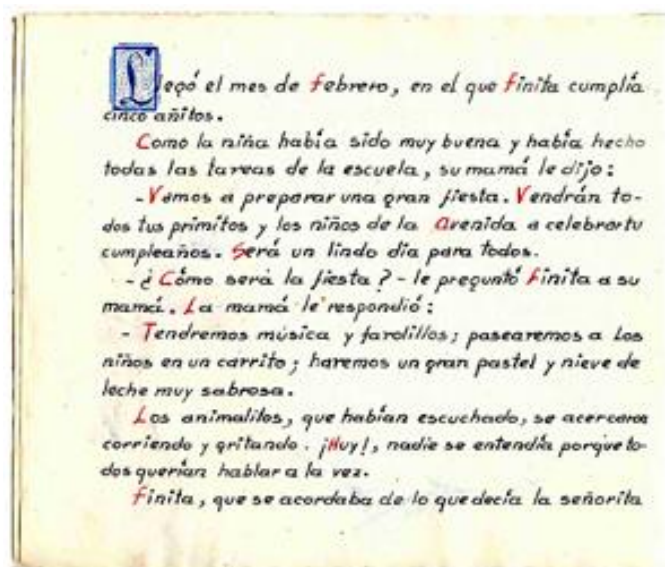 Llegó el mes de Febrero, en el que Finita cumplía
cinco añitos.
Como la niña había sido muy buena y había hecho
todas las tareas de la escuela, su mamá le dijo:
- Vamos a preparar una gran fiesta. Vendrán to-
dos tus primitos y los niños de la Avenida a celebrar tu
cumpleaños. Será un lindo día para todos.
- ¿Cómo será la fiesta? - le preguntó Finita a su
mamá. La mamá le respondió:
- Tendremos música y farolillos; pasearemos a los
niños en un carrito; haremos un gran pastel y nieve de
leche muy sabrosa.
Los animalitos, que habían escuchado, se acercaron
corriendo y gritando. ¡Huy!, nadie se entendía porque to-
dos querían hablar a la vez.
Finita, que se acordaba de lo que decía la señorita